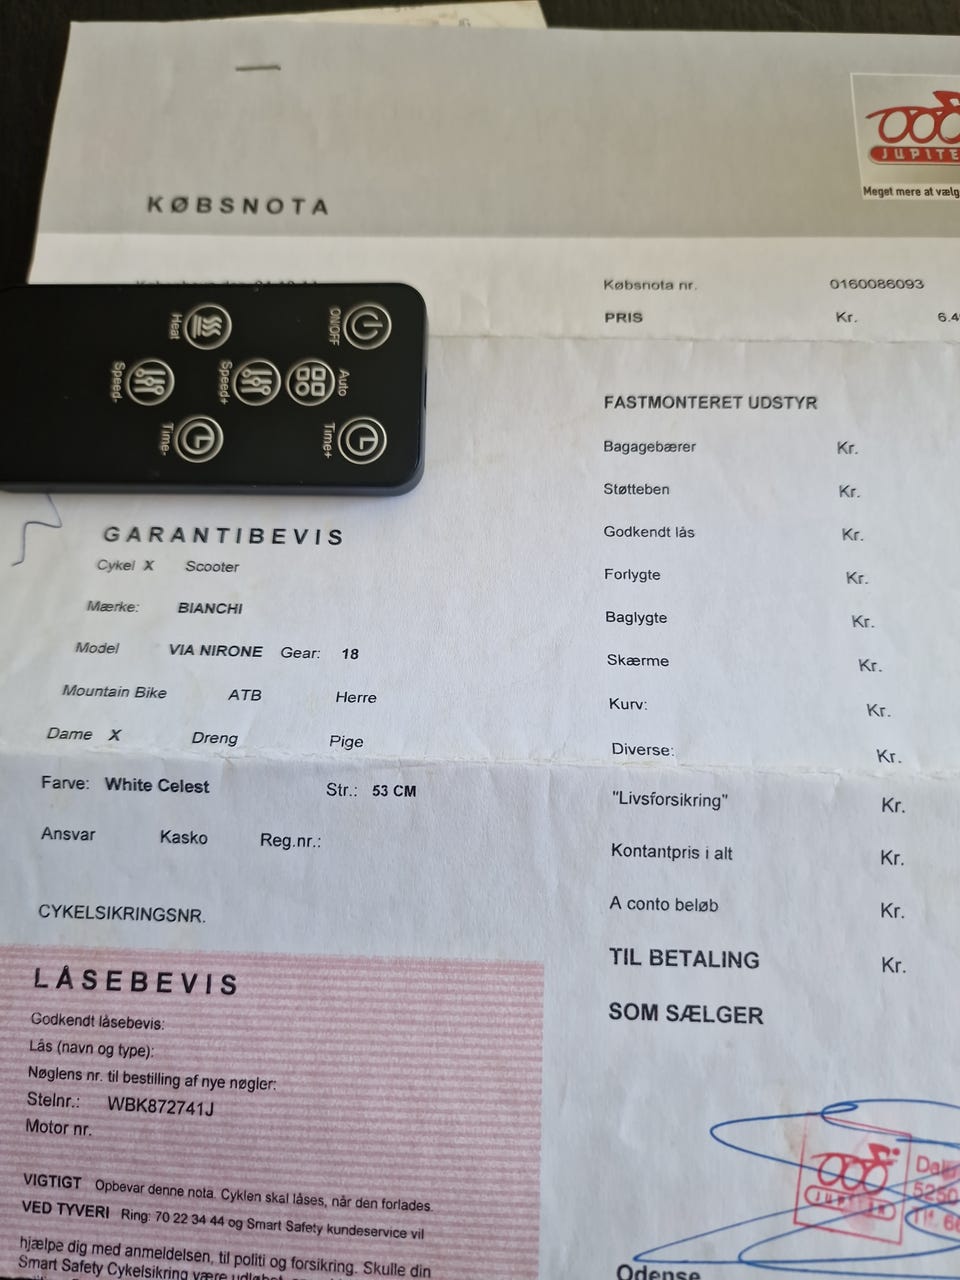 JUPITE
Meget mere at vælg
KØBSNOTA
Købsnota nr. 0160086093
PRIS Kr. 6.4
ON/OFF
Heat
Auto
Speed+
Speed-
Time+
Time-
FASTMONTERET UDSTYR
Bagagebærer Kr.
Støtteben Kr.
Godkendt lås Kr.
Forlygte Kr.
Baglygte Kr.
Skærme Kr.
Kurv: Kr.
Diverse: Kr.
"Livsforsikring" Kr.
Kontantpris i alt Kr.
A conto beløb Kr.
TIL BETALING Kr.
SOM SÆLGER
GARANTIBEVIS
Cykel X Scooter
Mærke: BIANCHI
Model VIA NIRONE Gear: 18
Mountain Bike ATB Herre
Dame X Dreng Pige
Farve: White Celest Str.: 53 CM
Ansvar Kasko Reg.nr.:
CYKELSIKRINGSNR.
LÅSEBEVIS
Godkendt låsebevis:
Lås (navn og type):
Nøglens nr. til bestilling af nye nøgler:
Stelnr.: WBK872741J
Motor nr.
VIGTIGT Opbevar denne nota. Cyklen skal låses, når den forlades.
VED TYVERI Ring: 70 22 34 44 og Smart Safety kundeservice vil
hjælpe dig med anmeldelsen, til politi og forsikring. Skulle din
Smart Safety Cykelsikring være
JUPITER
5250
Tlf. 6
Odense